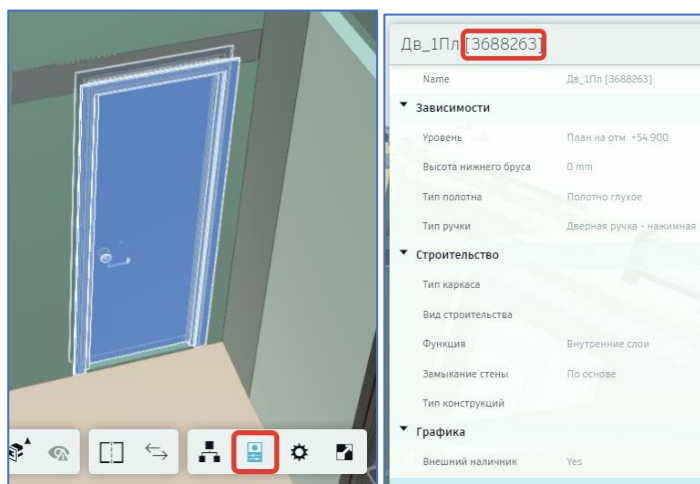 Дв_1Пл [3688263]
Name Дв_1Пл [3688263]
Зависимости
Уровень План на отм. +54.900
Высота нижнего бруса 0 mm
Тип полотна Полотно глухое
Тип ручки Дверная ручка - нажимная
Строительство
Тип каркаса
Вид строительства
Функция Внутренние слои
Замыкание стены По основе
Тип конструкций
Графика
Внешний наличник Yes